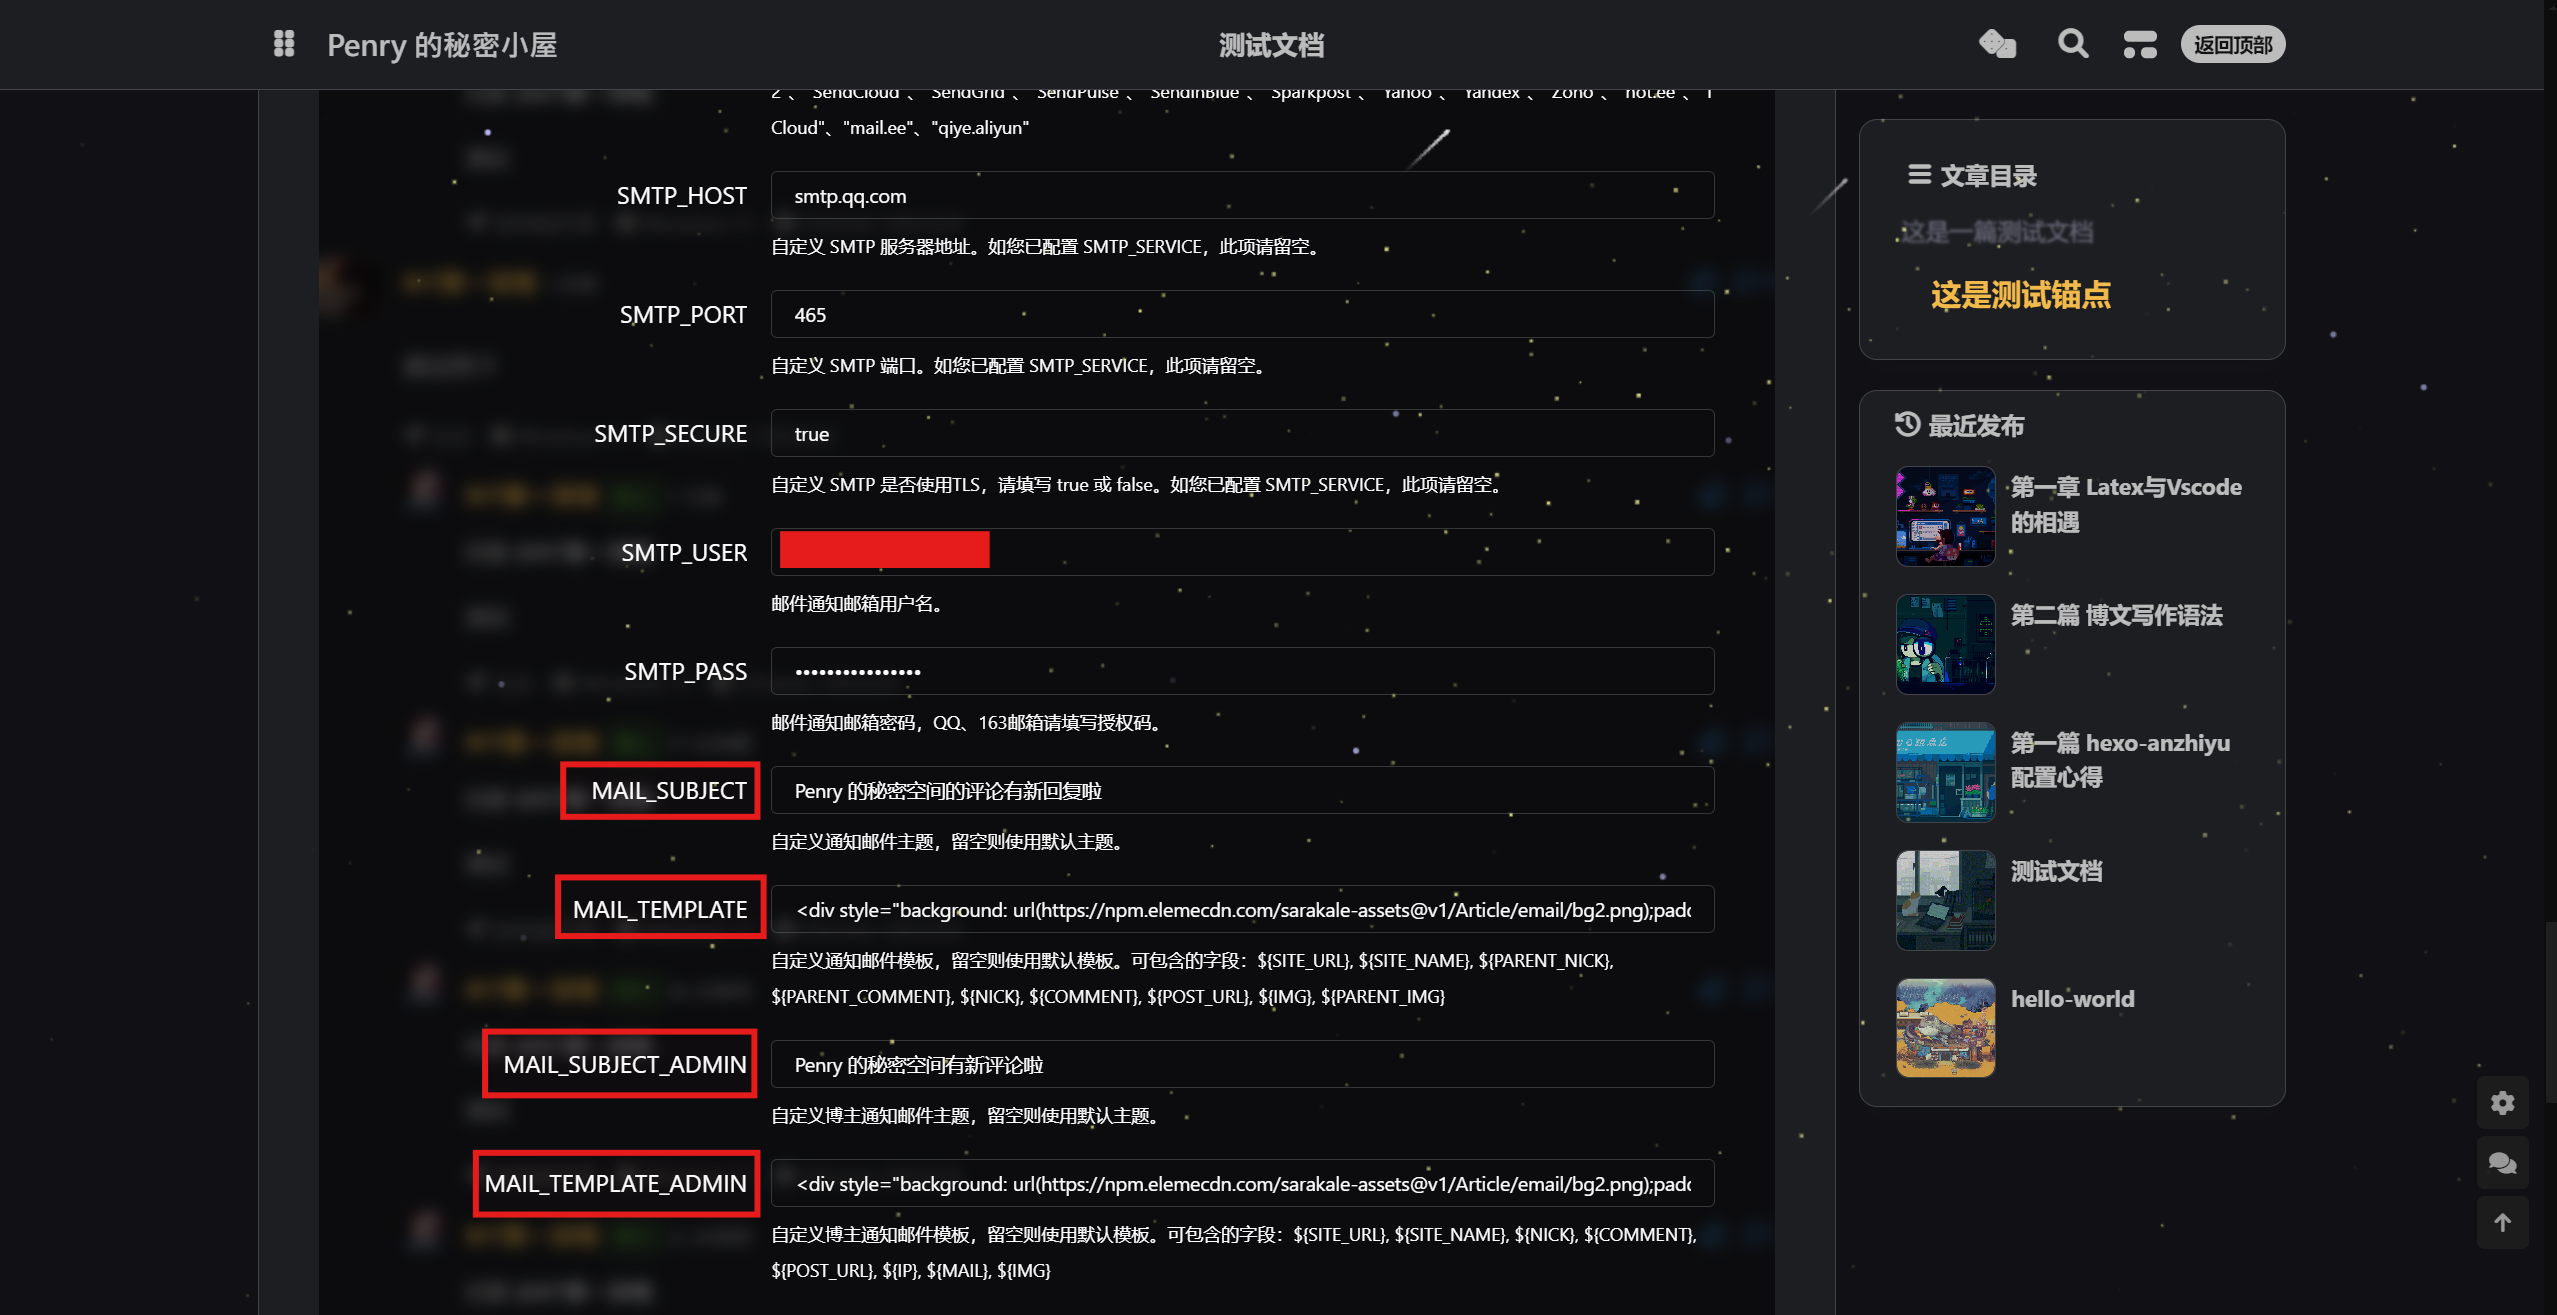 Penry 的秘密小屋
测试文档
返回顶部
2"、"SendCloud"、"SendGrid"、"SendPulse"、"SendInBlue"、"Sparkpost"、"Yahoo"、"Yandex"、"Zoho"、"hot.ee"、"i
Cloud"、"mail.ee"、"qiye.aliyun"
SMTP_HOST
smtp.qq.com
自定义 SMTP 服务器地址。如您已配置 SMTP_SERVICE，此项请留空。
SMTP_PORT
465
自定义 SMTP 端口。如您已配置 SMTP_SERVICE，此项请留空。
SMTP_SECURE
true
自定义 SMTP 是否使用TLS，请填写 true 或 false。如您已配置 SMTP_SERVICE，此项请留空。
SMTP_USER
邮件通知邮箱用户名。
SMTP_PASS
••••••••••••••••
邮件通知邮箱密码，QQ、163邮箱请填写授权码。
MAIL_SUBJECT
Penry 的秘密空间的评论有新回复啦
自定义通知邮件主题，留空则使用默认主题。
MAIL_TEMPLATE
<div style="background: url(https://npm.elemecdn.com/sarakale-assets@v1/Article/email/bg2.png);padd
自定义通知邮件模板，留空则使用默认模板。可包含的字段：${SITE_URL}, ${SITE_NAME}, ${PARENT_NICK},
${PARENT_COMMENT}, ${NICK}, ${COMMENT}, ${POST_URL}, ${IMG}, ${PARENT_IMG}
MAIL_SUBJECT_ADMIN
Penry 的秘密空间有新评论啦
自定义博主通知邮件主题，留空则使用默认主题。
MAIL_TEMPLATE_ADMIN
<div style="background: url(https://npm.elemecdn.com/sarakale-assets@v1/Article/email/bg2.png);padd
自定义博主通知邮件模板，留空则使用默认模板。可包含的字段：${SITE_URL}, ${SITE_NAME}, ${NICK}, ${COMMENT},
${POST_URL}, ${IP}, ${MAIL}, ${IMG}
文章目录
这是一篇测试文档
这是测试锚点
最近发布
第一章 Latex与Vscode
的相遇
第二篇 博文写作语法
第一篇 hexo-anzhiyu
配置心得
测试文档
hello-world